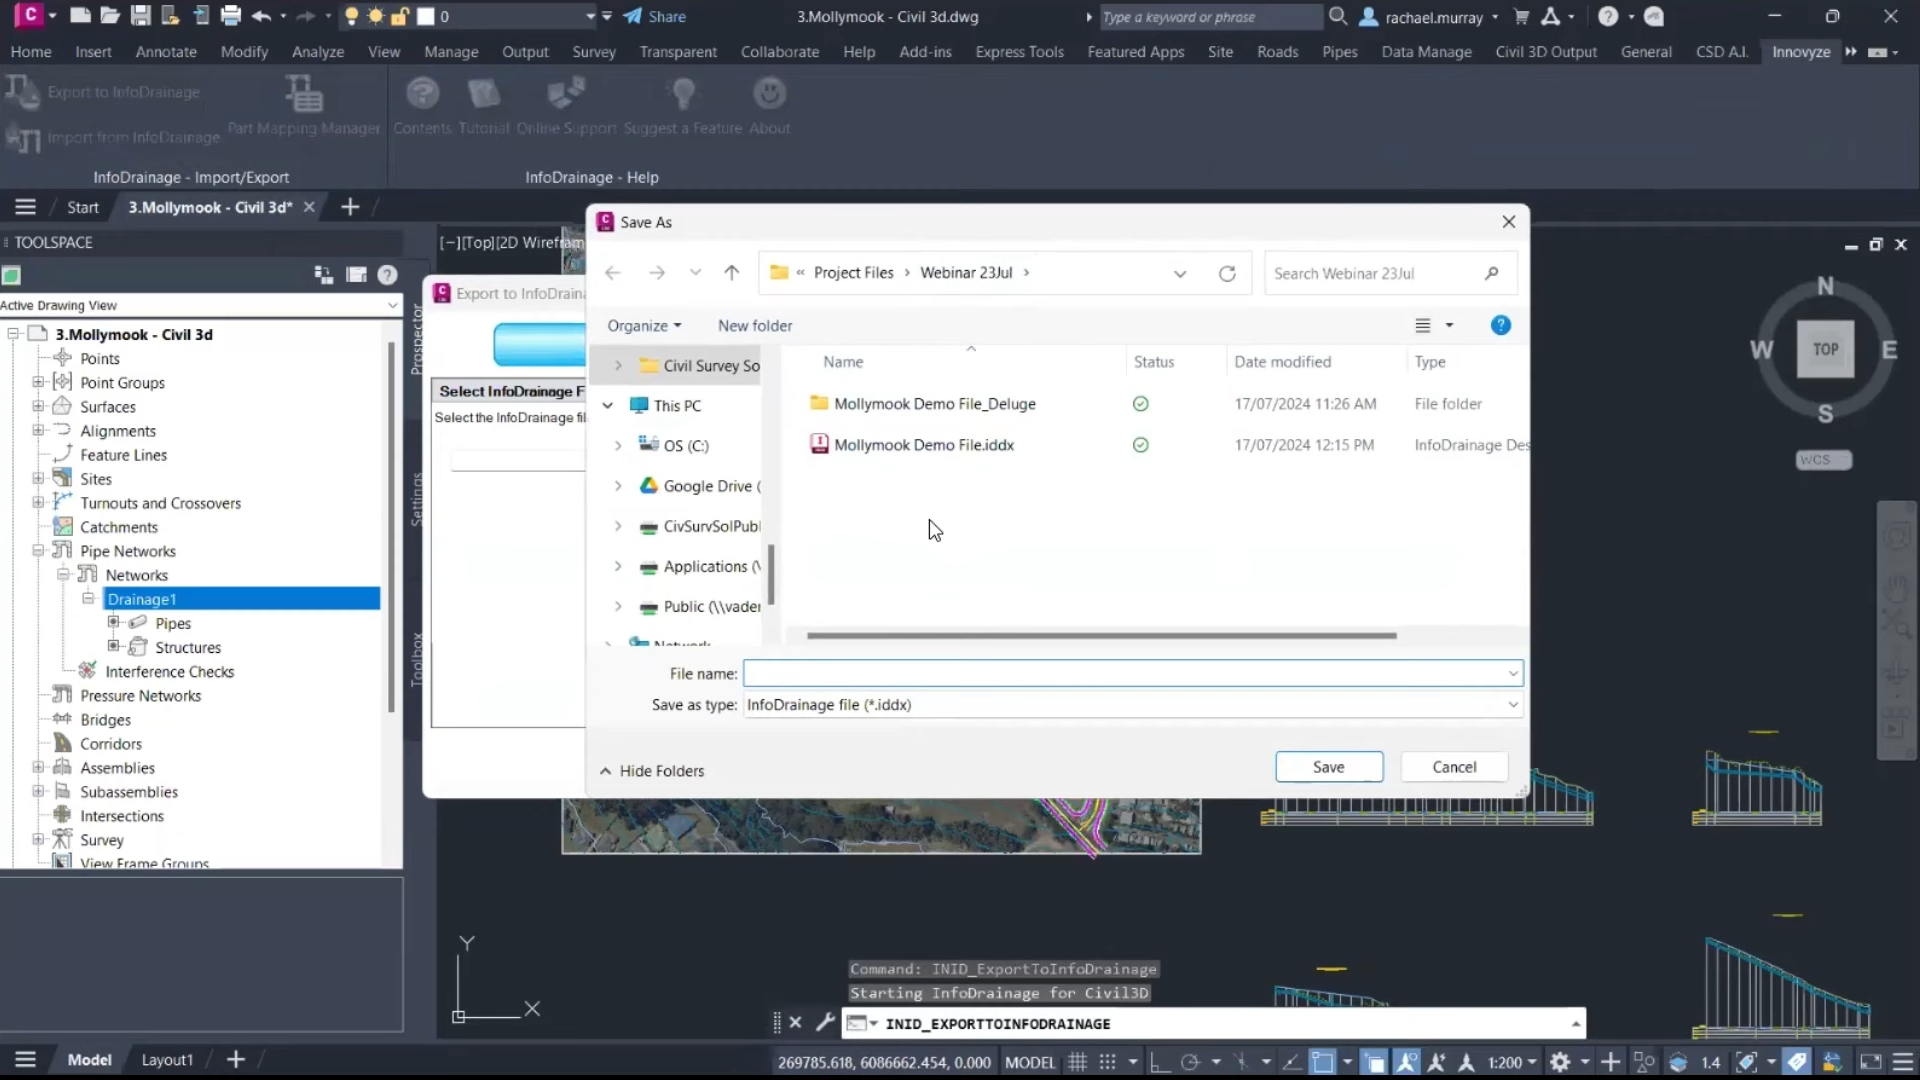 0
Share
3.Mollymook - Civil 3d.dwg
Type a keyword or phrase
rachael.murray
Home Insert Annotate Modify Analyze View Manage Output Survey Transparent Collaborate Help Add-ins Express Tools Featured Apps Site Roads Pipes Data Manage Civil 3D Output General CSD A.I. Innovyze
Export to InfoDrainage
Import from InfoDrainage
Part Mapping Manager
Contents Tutorial Online Support Suggest a Feature About
InfoDrainage - Import/Export
InfoDrainage - Help
Start
3.Mollymook - Civil 3d*
TOOLSPACE
Active Drawing View
3.Mollymook - Civil 3d
Points
Point Groups
Surfaces
Alignments
Feature Lines
Sites
Turnouts and Crossovers
Catchments
Pipe Networks
Networks
Drainage1
Pipes
Structures
Interference Checks
Pressure Networks
Bridges
Corridors
Assemblies
Subassemblies
Intersections
Survey
View Frame Groups
Prospector
Settings
Toolbox
[−][Top][2D Wirefram
Export to InfoDraina
Select InfoDrainage F
Select the InfoDrainage fil
Save As
« Project Files › Webinar 23Jul ›
Search Webinar 23Jul
Organize
New folder
Civil Survey So
This PC
OS (C:)
Google Drive (
CivSurvSolPubl
Applications (\
Public (\\vader
Network
Name Status Date modified Type
Mollymook Demo File_Deluge 17/07/2024 11:26 AM File folder
Mollymook Demo File.iddx 17/07/2024 12:15 PM InfoDrainage Des
File name:
Save as type: InfoDrainage file (*.iddx)
Hide Folders
Save
Cancel
N
W TOP E
S
WCS
Y
X
Command: INID_ExportToInfoDrainage
Starting InfoDrainage for Civil3D
INID_EXPORTTOINFODRAINAGE
Model
Layout1
269785.618, 6086662.454, 0.000 MODEL
1:200
1.4